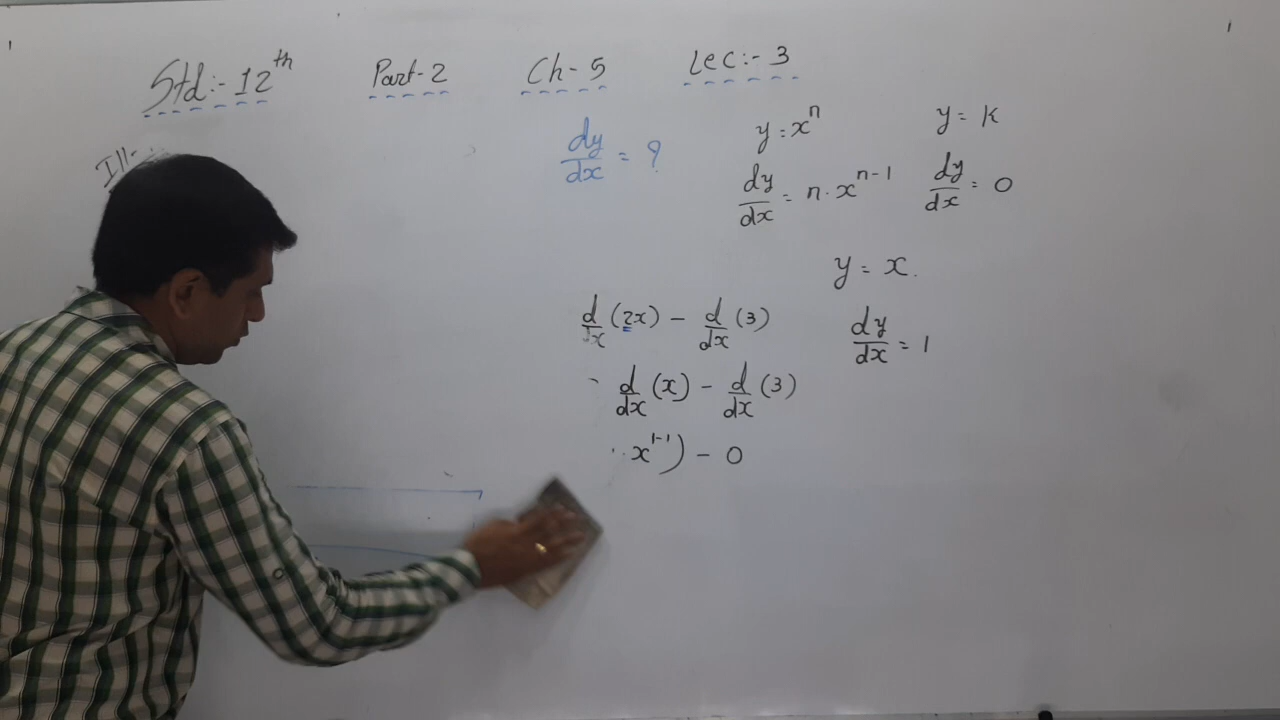 Std:- 12th Part-2 Ch-5 Lec:-3
Ill-
dy/dx = ?
y = x^n
dy/dx = n·x^(n-1)
y = k
dy/dx = 0
y = x.
dy/dx = 1
d/dx (2x) - d/dx (3)
d/dx (x) - d/dx (3)
x^(1-1)) - 0